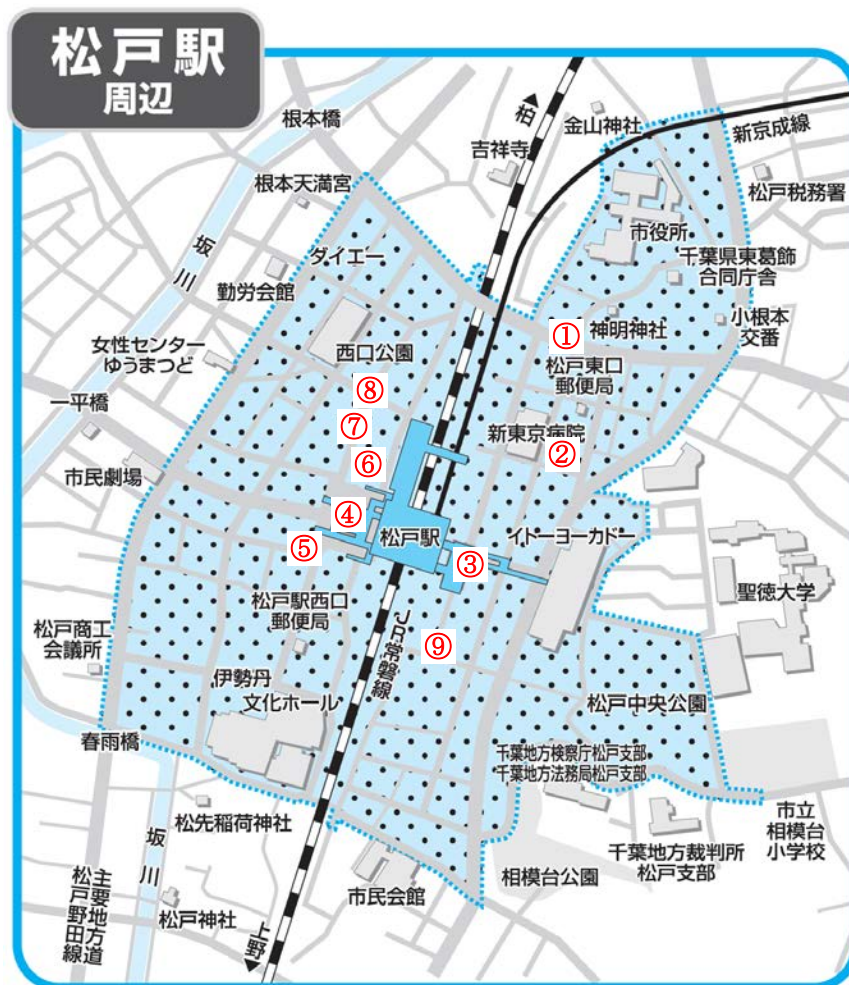 松戸駅
周辺
根本橋
柏
金山神社
新京成線
吉祥寺
根本天満宮
松戸税務署
坂川
市役所
ダイエー
千葉県東葛飾
合同庁舎
勤労会館
神明神社
小根本
交番
①
女性センター
ゆうまつど
西口公園
松戸東口
郵便局
⑧
一平橋
⑦
新東京病院
②
⑥
市民劇場
④
松戸駅
イトーヨーカドー
⑤
③
聖徳大学
松戸駅西口
郵便局
JR常磐線
松戸商工
会議所
⑨
伊勢丹
文化ホール
松戸中央公園
春雨橋
千葉地方検察庁松戸支部
千葉地方法務局松戸支部
松先稲荷神社
市立
相模台
小学校
坂川
千葉地方裁判所
松戸支部
市民会館
相模台公園
主要地方道
松戸野田線
松戸神社
上野